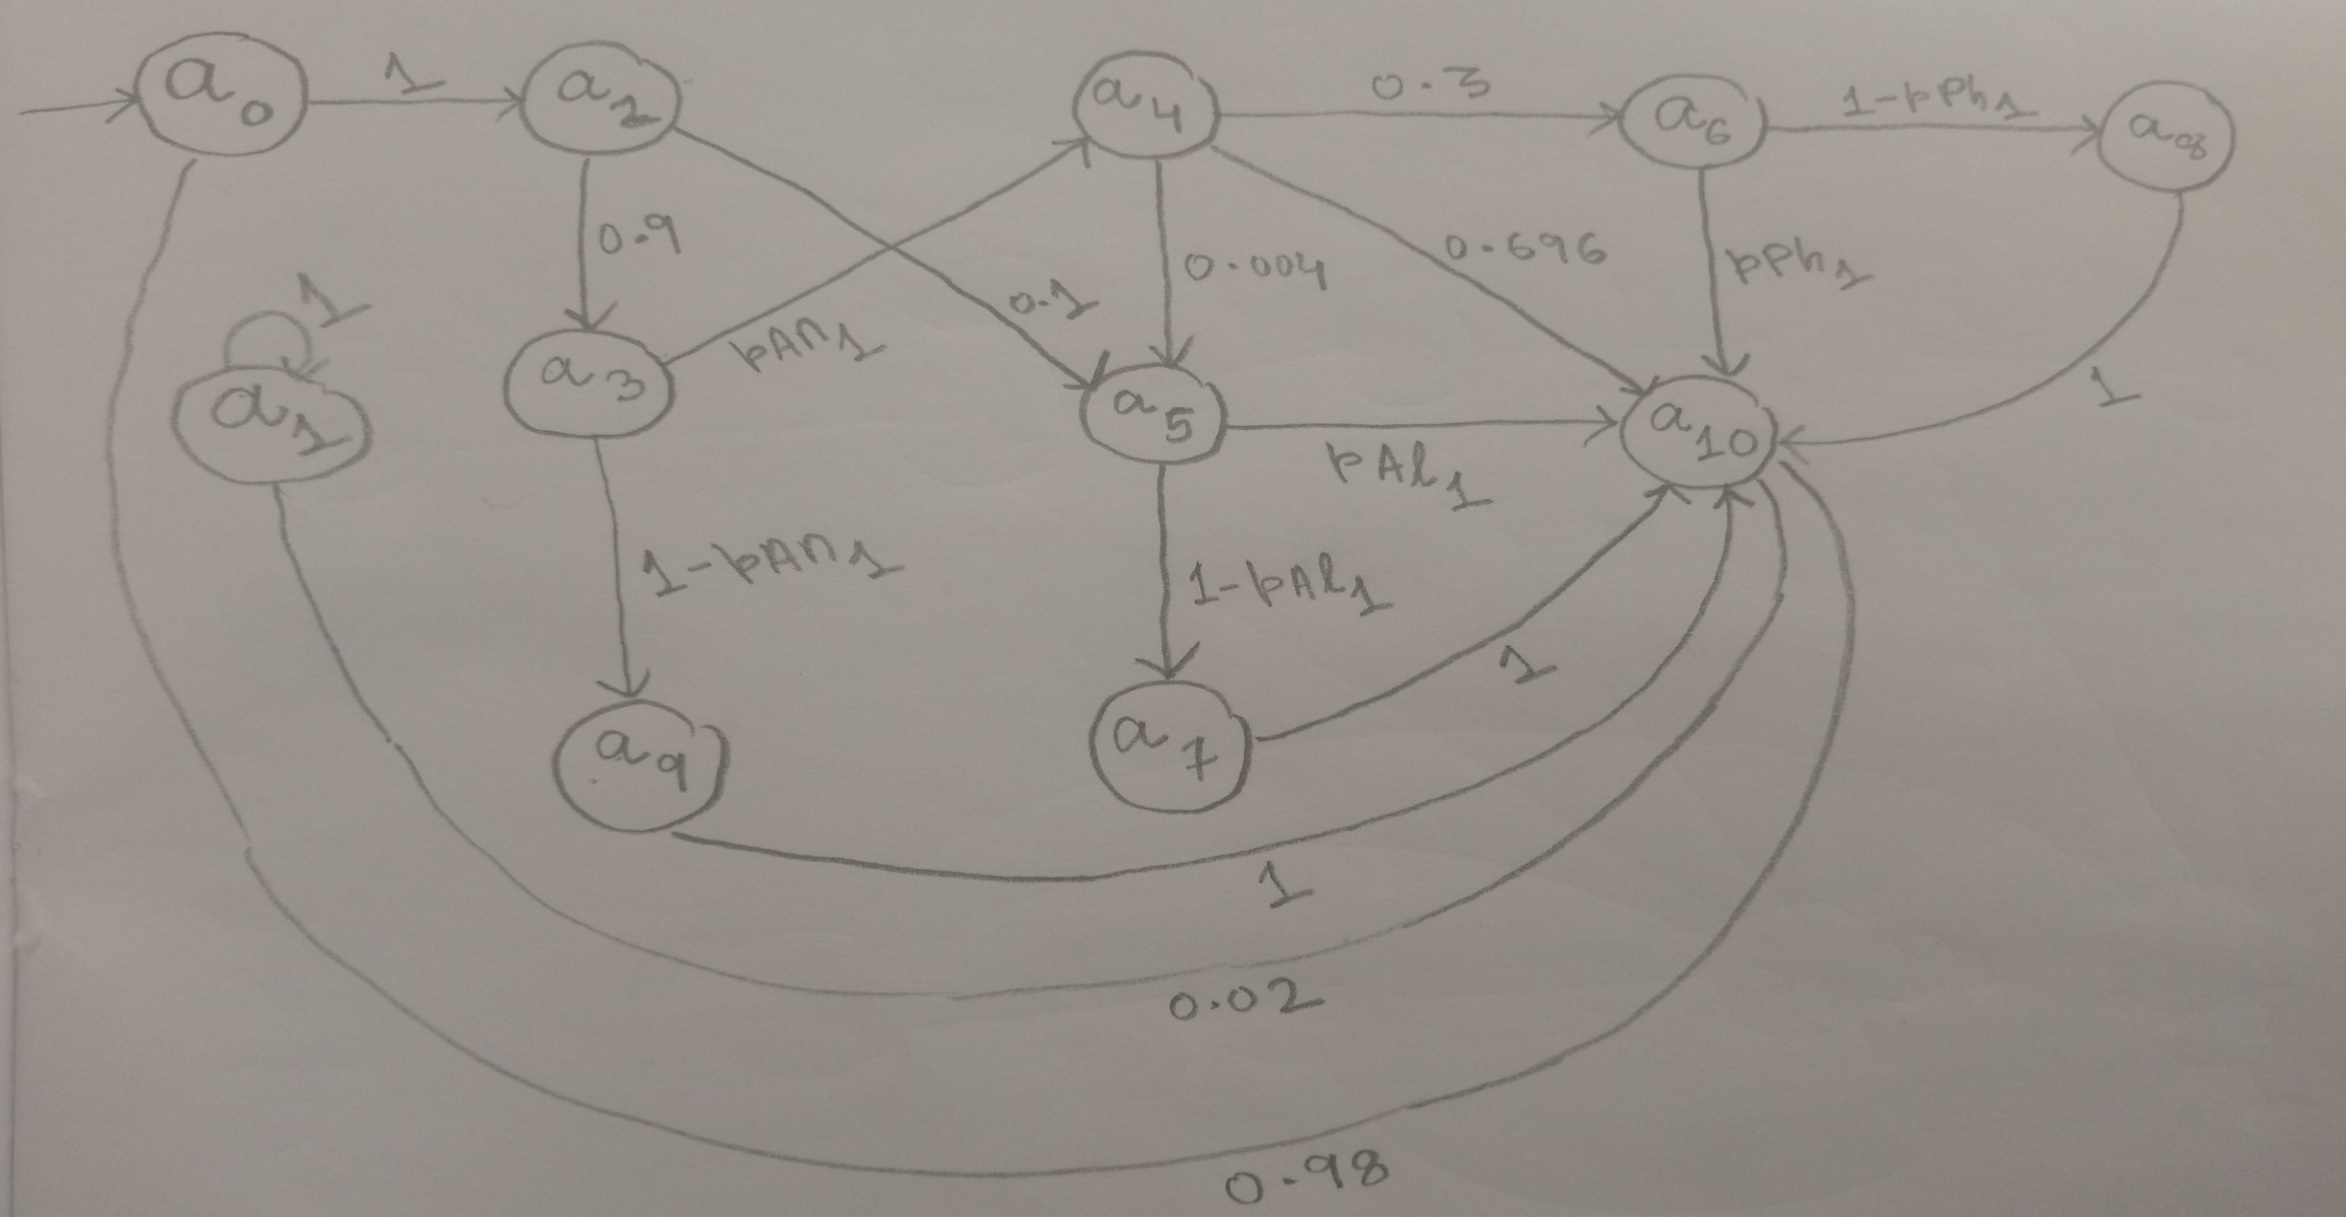 a0 1 a2 a4 0.3 a6 1-pPh1 a8
0.9 0.1 0.004 0.696 pPh1
1
a1 a3 pAn1 a5 pAl1 a10 1
1-pAn1 1-pAl1
a9 a7 1
1
0.02
0.98